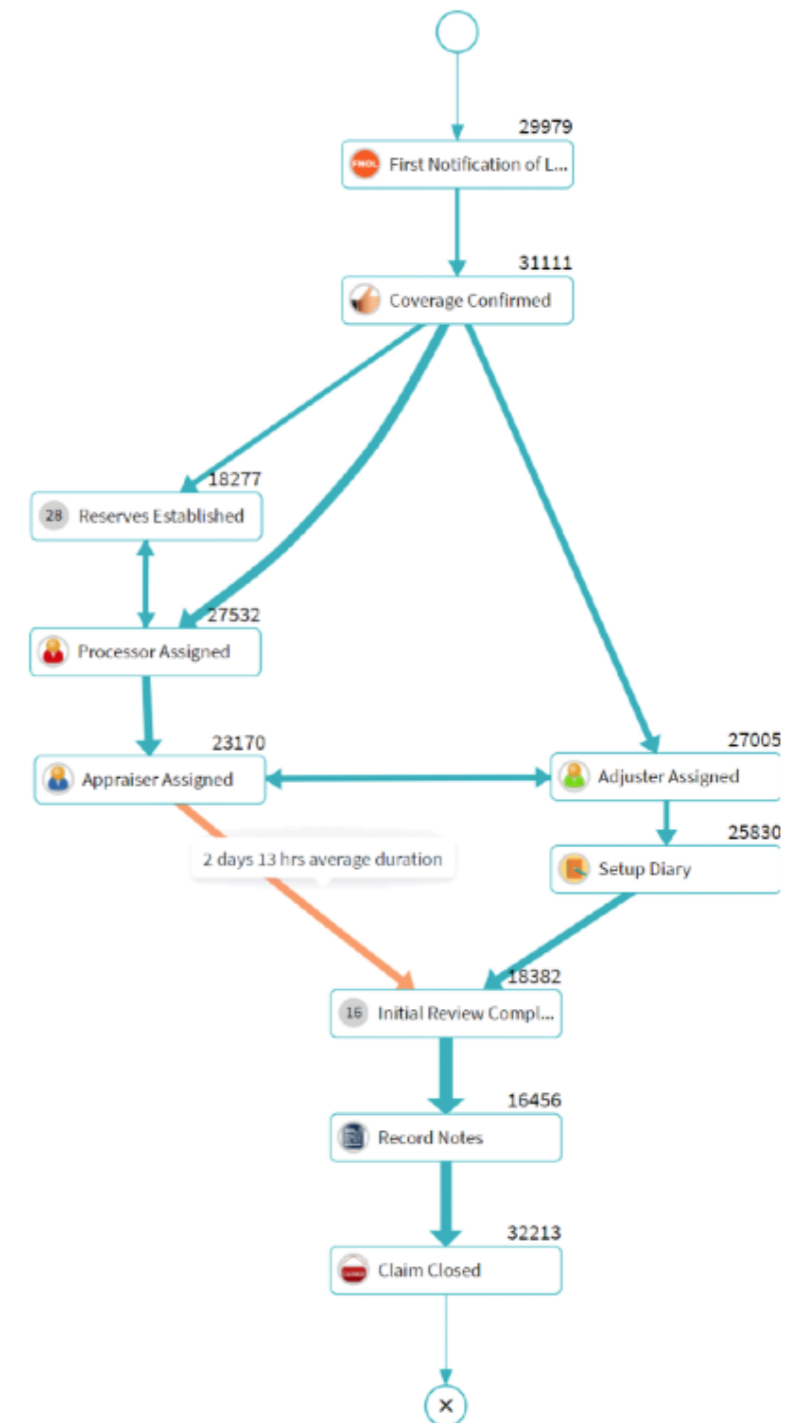 29979
FNOL
First Notification of L...
31111
Coverage Confirmed
18277
28 Reserves Established
27532
Processor Assigned
23170
Appraiser Assigned
27005
Adjuster Assigned
2 days 13 hrs average duration
25830
Setup Diary
18382
16 Initial Review Compl...
16456
Record Notes
32213
Claim Closed